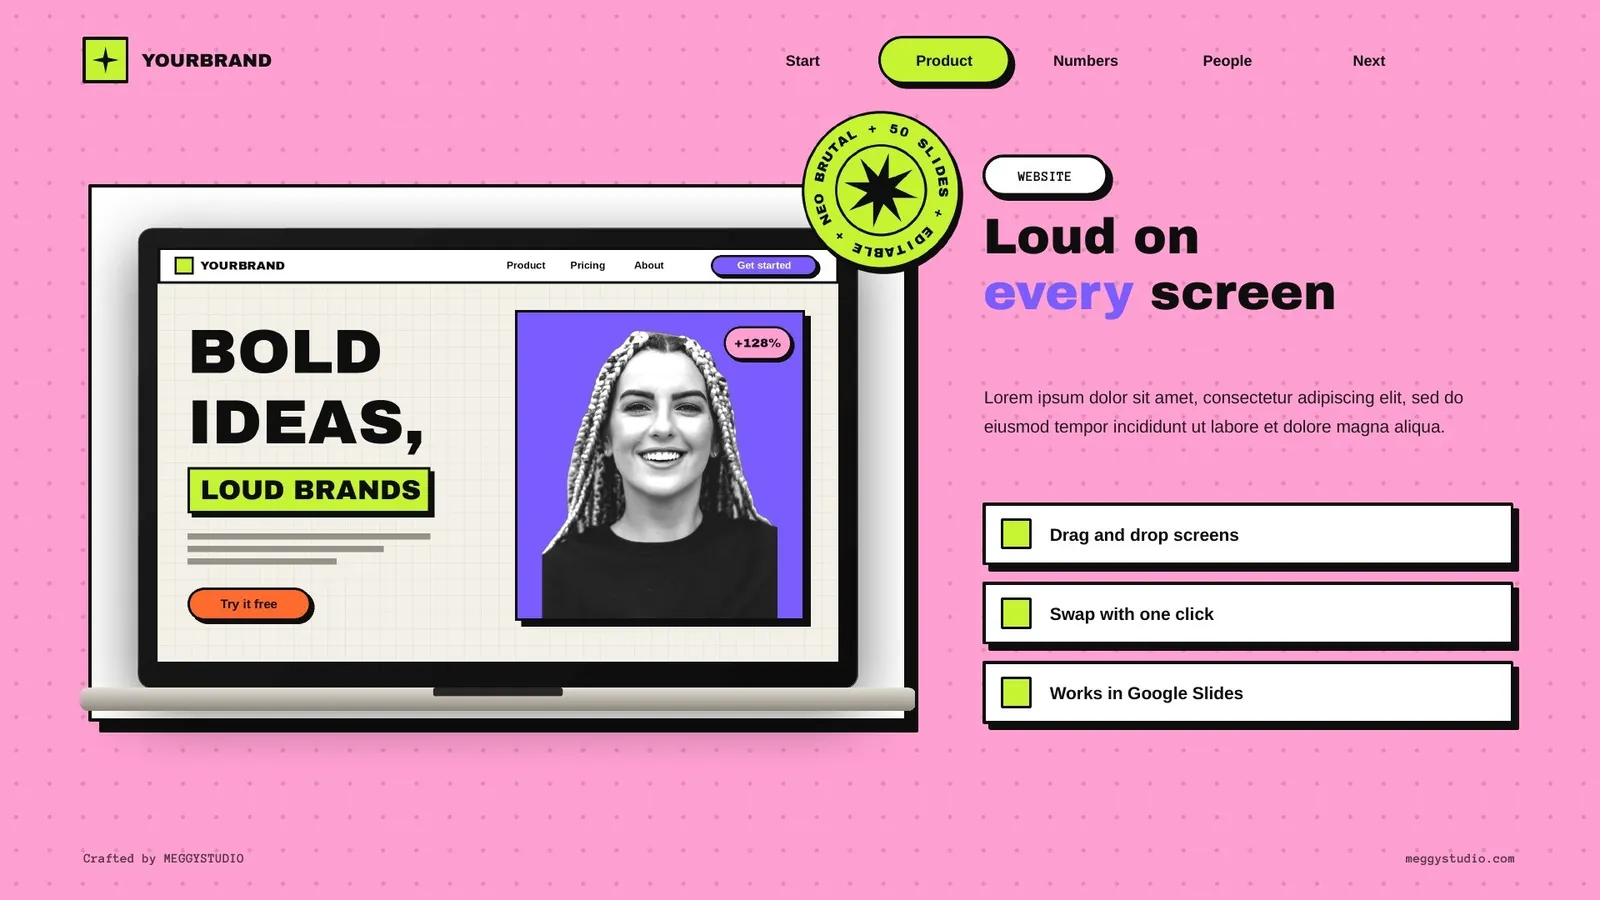 YOURBRAND
Start
Product
Numbers
People
Next
NEO BRUTAL + 50 SLIDES + EDITABLE +
YOURBRAND
Product
Pricing
About
Get started
BOLD
IDEAS,
LOUD BRANDS
Try it free
+128%
WEBSITE
Loud on
every screen
Lorem ipsum dolor sit amet, consectetur adipiscing elit, sed do
eiusmod tempor incididunt ut labore et dolore magna aliqua.
Drag and drop screens
Swap with one click
Works in Google Slides
Crafted by MEGGYSTUDIO
meggystudio.com